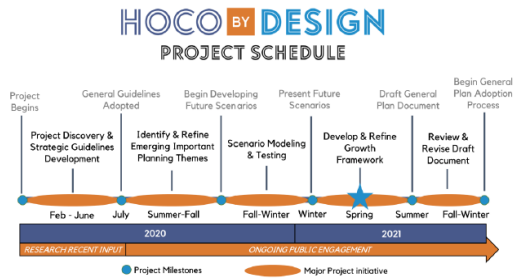 HOCO BY DESIGN
PROJECT SCHEDULE
Project
Begins
General Guidelines
Adopted
Begin Developing
Future Scenarios
Present Future
Scenarios
Draft General
Plan Document
Begin General
Plan Adoption
Process
Project Discovery &
Strategic Guidelines
Development
Identify & Refine
Emerging Important
Planning Themes
Scenario Modeling
& Testing
Develop & Refine
Growth
Framework
Review &
Revise Draft
Document
Feb - June July Summer-Fall Fall-Winter Winter Spring Summer Fall-Winter
2020 2021
RESEARCH RECENT INPUT ONGOING PUBLIC ENGAGEMENT
Project Milestones Major Project initiative